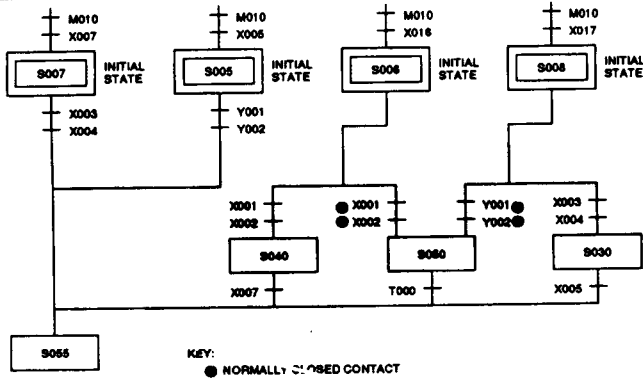 M010 M010 M010 M010
X007 X005 X016 X017
S007 INITIAL STATE S005 INITIAL STATE S006 INITIAL STATE S008 INITIAL STATE
X003 Y001
X004 Y002
X001 X001 Y001 X003
X002 X002 Y002 X004
S040 S050 S030
X007 T000 X005
S055
KEY:
NORMALLY CLOSED CONTACT